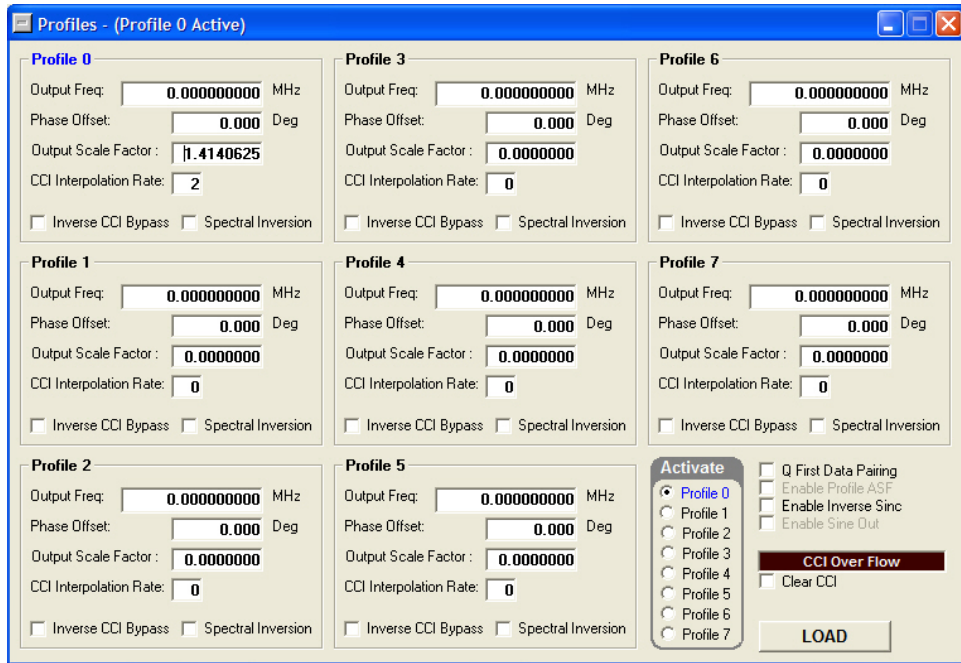 Profiles - (Profile 0 Active)
Profile 0
Output Freq: 0.000000000 MHz
Phase Offset: 0.000 Deg
Output Scale Factor : 1.4140625
CCI Interpolation Rate: 2
Inverse CCI Bypass Spectral Inversion
Profile 3
Output Freq: 0.000000000 MHz
Phase Offset: 0.000 Deg
Output Scale Factor : 0.0000000
CCI Interpolation Rate: 0
Inverse CCI Bypass Spectral Inversion
Profile 6
Output Freq: 0.000000000 MHz
Phase Offset: 0.000 Deg
Output Scale Factor : 0.0000000
CCI Interpolation Rate: 0
Inverse CCI Bypass Spectral Inversion
Profile 1
Output Freq: 0.000000000 MHz
Phase Offset: 0.000 Deg
Output Scale Factor : 0.0000000
CCI Interpolation Rate: 0
Inverse CCI Bypass Spectral Inversion
Profile 4
Output Freq: 0.000000000 MHz
Phase Offset: 0.000 Deg
Output Scale Factor : 0.0000000
CCI Interpolation Rate: 0
Inverse CCI Bypass Spectral Inversion
Profile 7
Output Freq: 0.000000000 MHz
Phase Offset: 0.000 Deg
Output Scale Factor : 0.0000000
CCI Interpolation Rate: 0
Inverse CCI Bypass Spectral Inversion
Profile 2
Output Freq: 0.000000000 MHz
Phase Offset: 0.000 Deg
Output Scale Factor : 0.0000000
CCI Interpolation Rate: 0
Inverse CCI Bypass Spectral Inversion
Profile 5
Output Freq: 0.000000000 MHz
Phase Offset: 0.000 Deg
Output Scale Factor : 0.0000000
CCI Interpolation Rate: 0
Inverse CCI Bypass Spectral Inversion
Activate
Profile 0
Profile 1
Profile 2
Profile 3
Profile 4
Profile 5
Profile 6
Profile 7
Q First Data Pairing
Enable Profile ASF
Enable Inverse Sinc
Enable Sine Out
CCI Over Flow
Clear CCI
LOAD